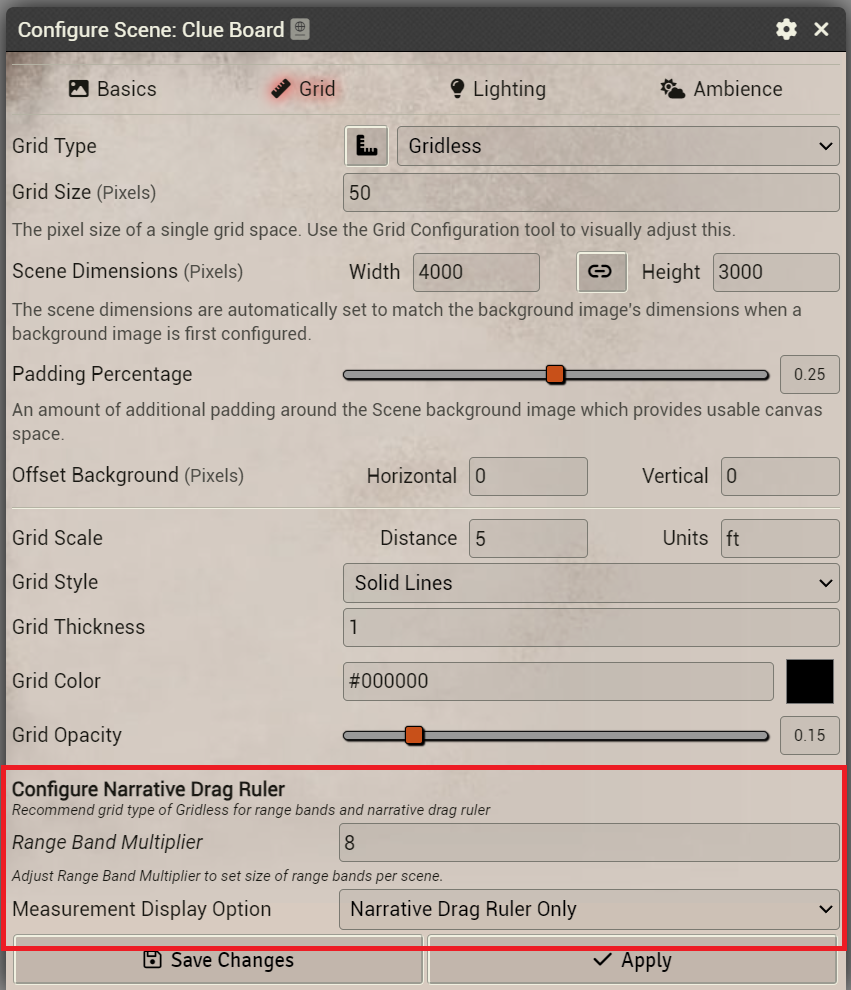 Configure Scene: Clue Board
Basics Grid Lighting Ambience
Grid Type Gridless
Grid Size (Pixels) 50
The pixel size of a single grid space. Use the Grid Configuration tool to visually adjust this.
Scene Dimensions (Pixels) Width 4000 Height 3000
The scene dimensions are automatically set to match the background image's dimensions when a
background image is first configured.
Padding Percentage 0.25
An amount of additional padding around the Scene background image which provides usable canvas
space.
Offset Background (Pixels) Horizontal 0 Vertical 0
Grid Scale Distance 5 Units ft
Grid Style Solid Lines
Grid Thickness 1
Grid Color #000000
Grid Opacity 0.15
Configure Narrative Drag Ruler
Recommend grid type of Gridless for range bands and narrative drag ruler
Range Band Multiplier 8
Adjust Range Band Multiplier to set size of range bands per scene.
Measurement Display Option Narrative Drag Ruler Only
Save Changes Apply